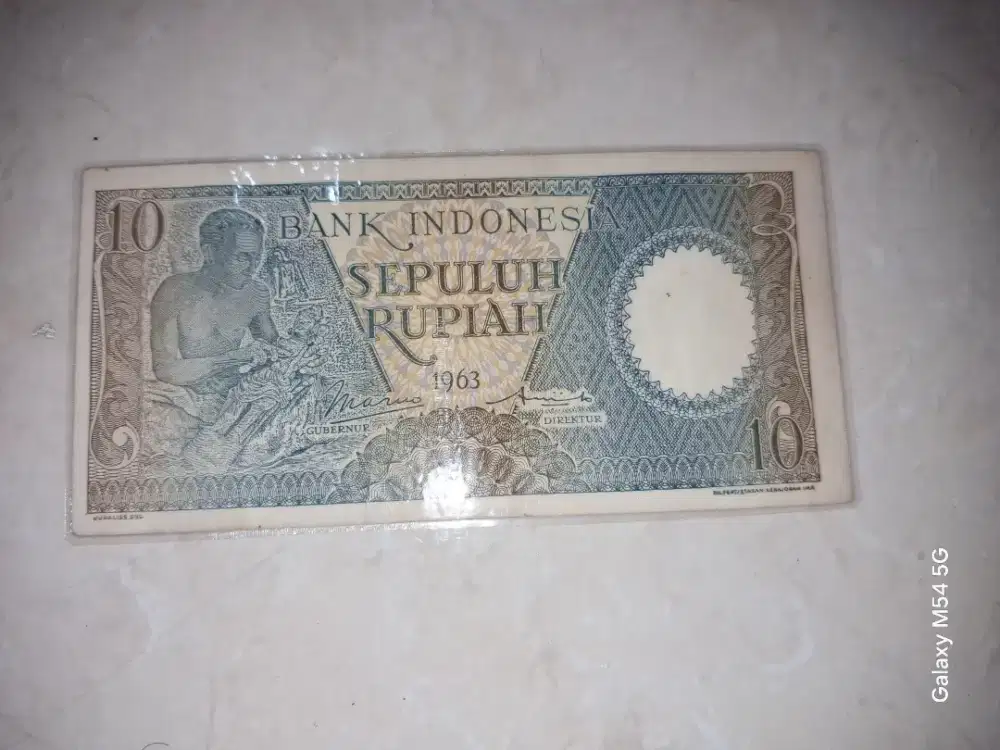 10
BANK INDONESIA
SEPULUH
RUPIAH
1963
GUBERNUR
DIREKTUR
10
Galaxy M54 5G